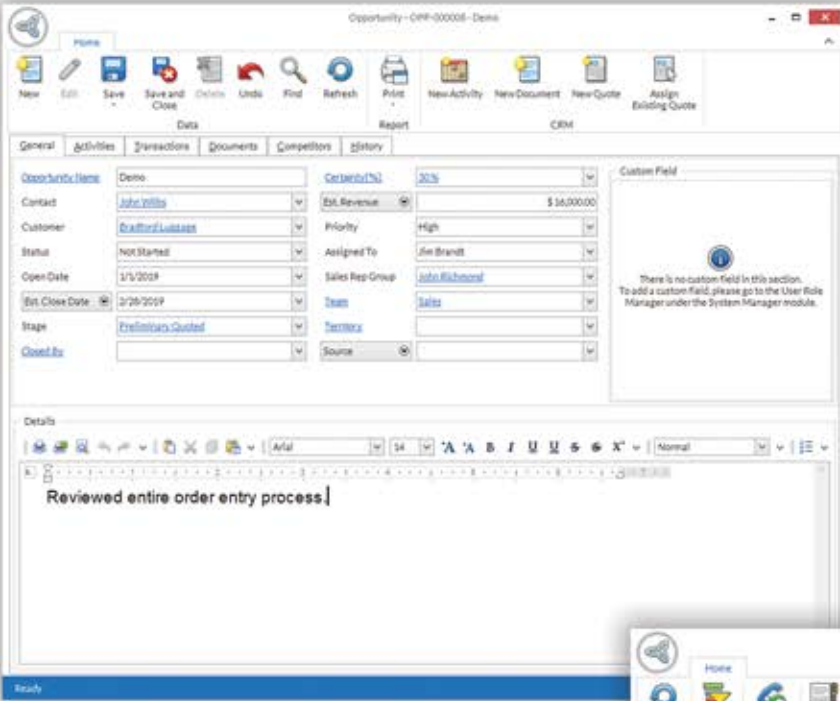 Opportunity - OPP-000008 - Demo
Home
New Edit Save Save and Close Delete Undo Find Refresh Print New Activity New Document New Quote Assign Existing Quote
Data Report CRM
General Activities Transactions Documents Competitors History
Opportunity Name Demo Certainty(%) 30% Custom Field
Contact John Willis Est. Revenue $ 16,000.00
Customer Bradford Luggage Priority High
Status Not Started Assigned To Jim Brandt
Open Date 1/1/2019 Sales Rep Group John Richmond
Est. Close Date 2/26/2019 Team Sales
Stage Preliminary Quoted Territory
Closed By Source
There is no custom field in this section.
To add a custom field, please go to the User Role
Manager under the System Manager module.
Details
Arial 14 B I U U S S Normal
Reviewed entire order entry process.
Ready
Home